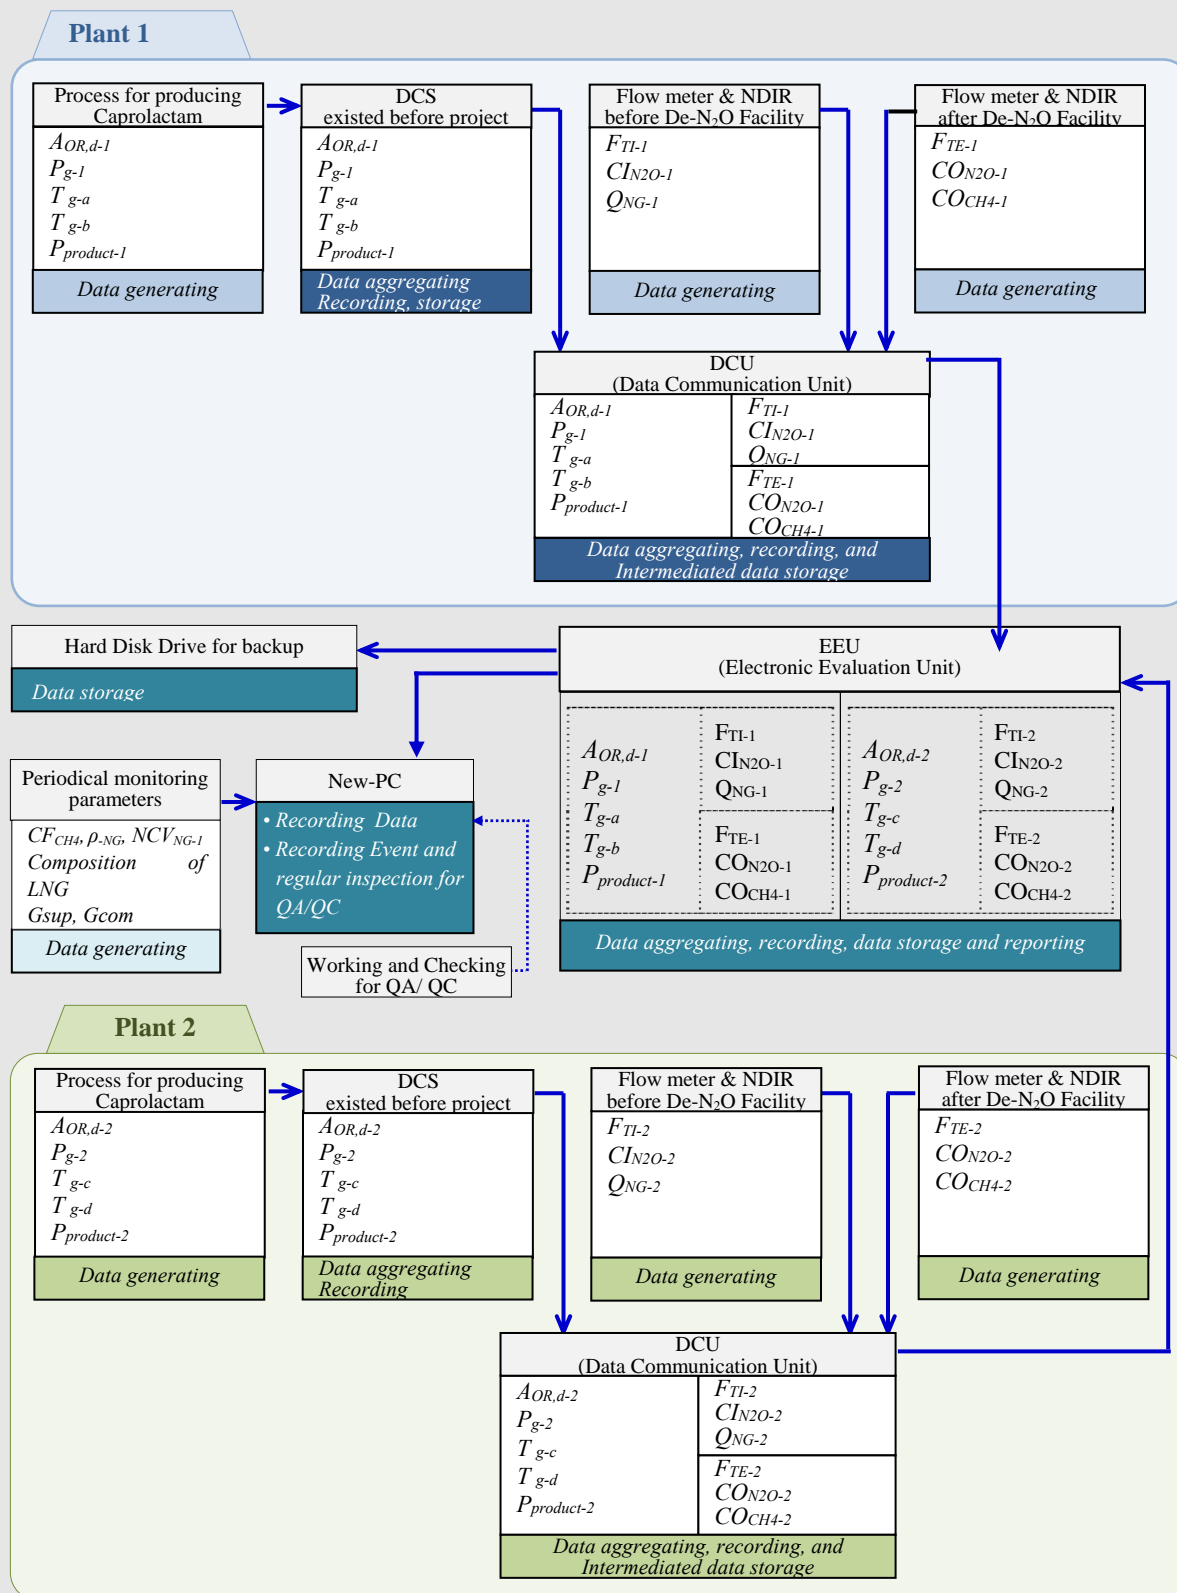 Plant 1
Process for producing
Caprolactam
AOR,d-1
Pg-1
T g-a
T g-b
Pproduct-1
Data generating
DCS
existed before project
AOR,d-1
Pg-1
T g-a
T g-b
Pproduct-1
Data aggregating
Recording, storage
Flow meter & NDIR
before De-N2O Facility
FTI-1
CIN2O-1
QNG-1
Data generating
Flow meter & NDIR
after De-N2O Facility
FTE-1
CON2O-1
COCH4-1
Data generating
DCU
(Data Communication Unit)
AOR,d-1
Pg-1
T g-a
T g-b
Pproduct-1
FTI-1
CIN2O-1
QNG-1
FTE-1
CON2O-1
COCH4-1
Data aggregating, recording, and
Intermediated data storage
Hard Disk Drive for backup
Data storage
EEU
(Electronic Evaluation Unit)
AOR,d-1
Pg-1
Tg-a
Tg-b
Pproduct-1
FTI-1
CIN2O-1
QNG-1
FTE-1
CON2O-1
COCH4-1
AOR,d-2
Pg-2
Tg-c
Tg-d
Pproduct-2
FTI-2
CIN2O-2
QNG-2
FTE-2
CON2O-2
COCH4-2
Data aggregating, recording, data storage and reporting
Periodical monitoring
parameters
CFCH4, ρ-NG, NCVNG-1
Composition of
LNG
Gsup, Gcom
Data generating
New-PC
• Recording Data
• Recording Event and
regular inspection for
QA/QC
Working and Checking
for QA/ QC
Plant 2
Process for producing
Caprolactam
AOR,d-2
Pg-2
T g-c
T g-d
Pproduct-2
Data generating
DCS
existed before project
AOR,d-2
Pg-2
T g-c
T g-d
Pproduct-2
Data aggregating
Recording
Flow meter & NDIR
before De-N2O Facility
FTI-2
CIN2O-2
QNG-2
Data generating
Flow meter & NDIR
after De-N2O Facility
FTE-2
CON2O-2
COCH4-2
Data generating
DCU
(Data Communication Unit)
AOR,d-2
Pg-2
T g-c
T g-d
Pproduct-2
FTI-2
CIN2O-2
QNG-2
FTE-2
CON2O-2
COCH4-2
Data aggregating, recording, and
Intermediated data storage